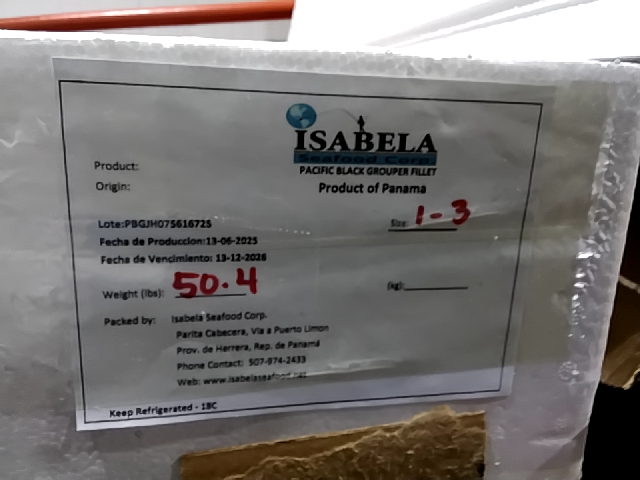 ISABELA
Seafood Corp.
Product: PACIFIC BLACK GROUPER FILLET
Origin: Product of Panama
Lote:PBGJH075616725
Size: 1-3
Fecha de Produccion:13-06-2025
Fecha de Vencimiento: 13-12-2026
Weight (lbs): 50.4 (kg):
Packed by: Isabela Seafood Corp.
Parita Cabecera, Via a Puerto Limon
Prov. de Herrera, Rep. de Panamá
Phone Contact: 507-974-2433
Web: www.isabelaseafood.net
Keep Refrigerated - 18C